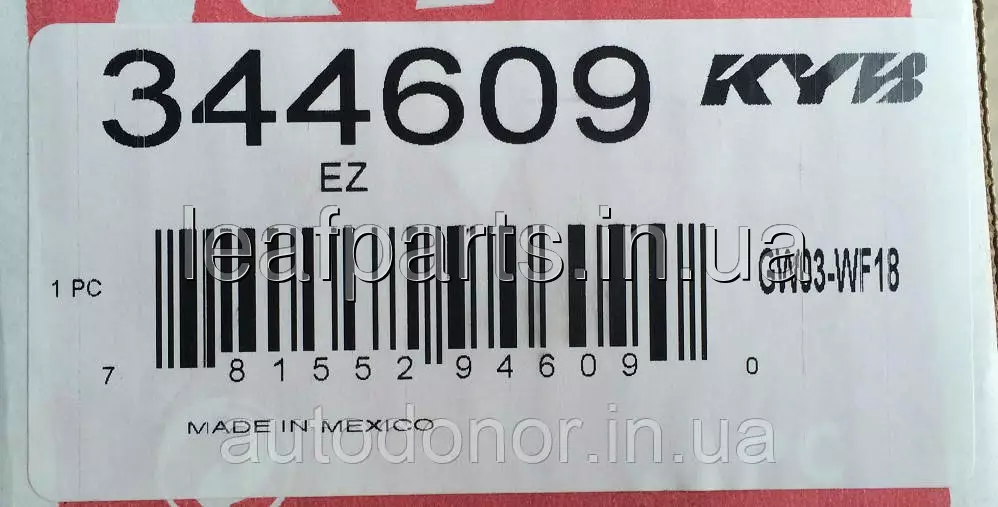 344609 KYB
EZ
leafparts.in.ua
1 PC
GW03-WF18
7 81552 94609 0
MADE IN MEXICO
autodonor.in.ua